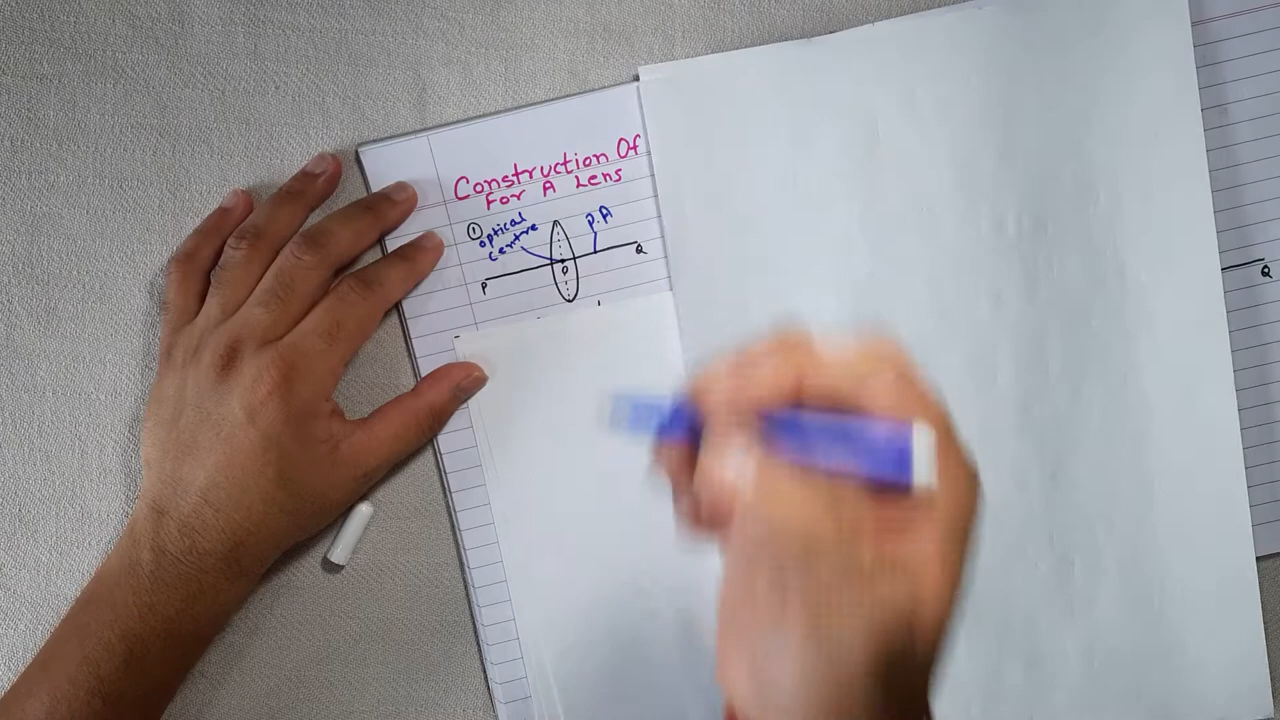 Construction Of
For A Lens
① optical P.A
centre
O
P Q
Q